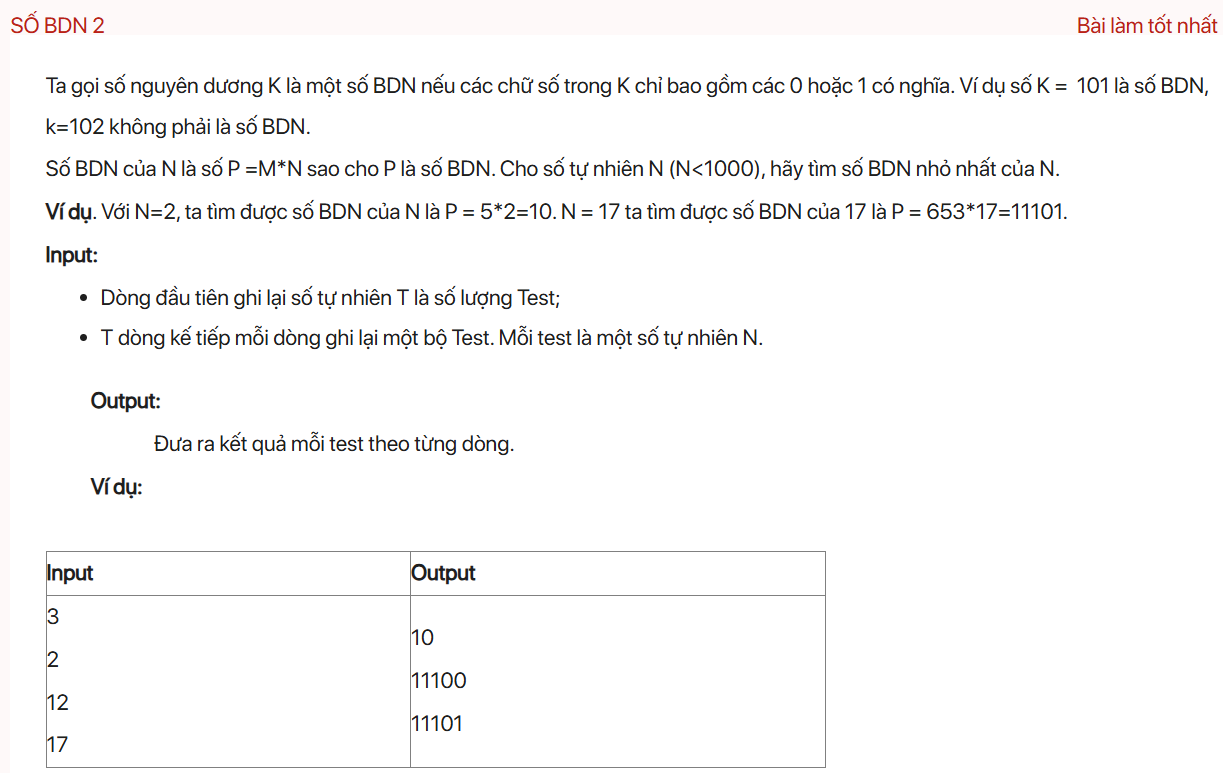 SỐ BDN 2
Bài làm tốt nhất
Ta gọi số nguyên dương K là một số BDN nếu các chữ số trong K chỉ bao gồm các 0 hoặc 1 có nghĩa. Ví dụ số K = 101 là số BDN,
k=102 không phải là số BDN.
Số BDN của N là số P =M*N sao cho P là số BDN. Cho số tự nhiên N (N<1000), hãy tìm số BDN nhỏ nhất của N.
Ví dụ. Với N=2, ta tìm được số BDN của N là P = 5*2=10. N = 17 ta tìm được số BDN của 17 là P = 653*17=11101.
Input:
• Dòng đầu tiên ghi lại số tự nhiên T là số lượng Test;
• T dòng kế tiếp mỗi dòng ghi lại một bộ Test. Mỗi test là một số tự nhiên N.
Output:
Đưa ra kết quả mỗi test theo từng dòng.
Ví dụ:
Input
Output
3
2
12
17
10
11100
11101